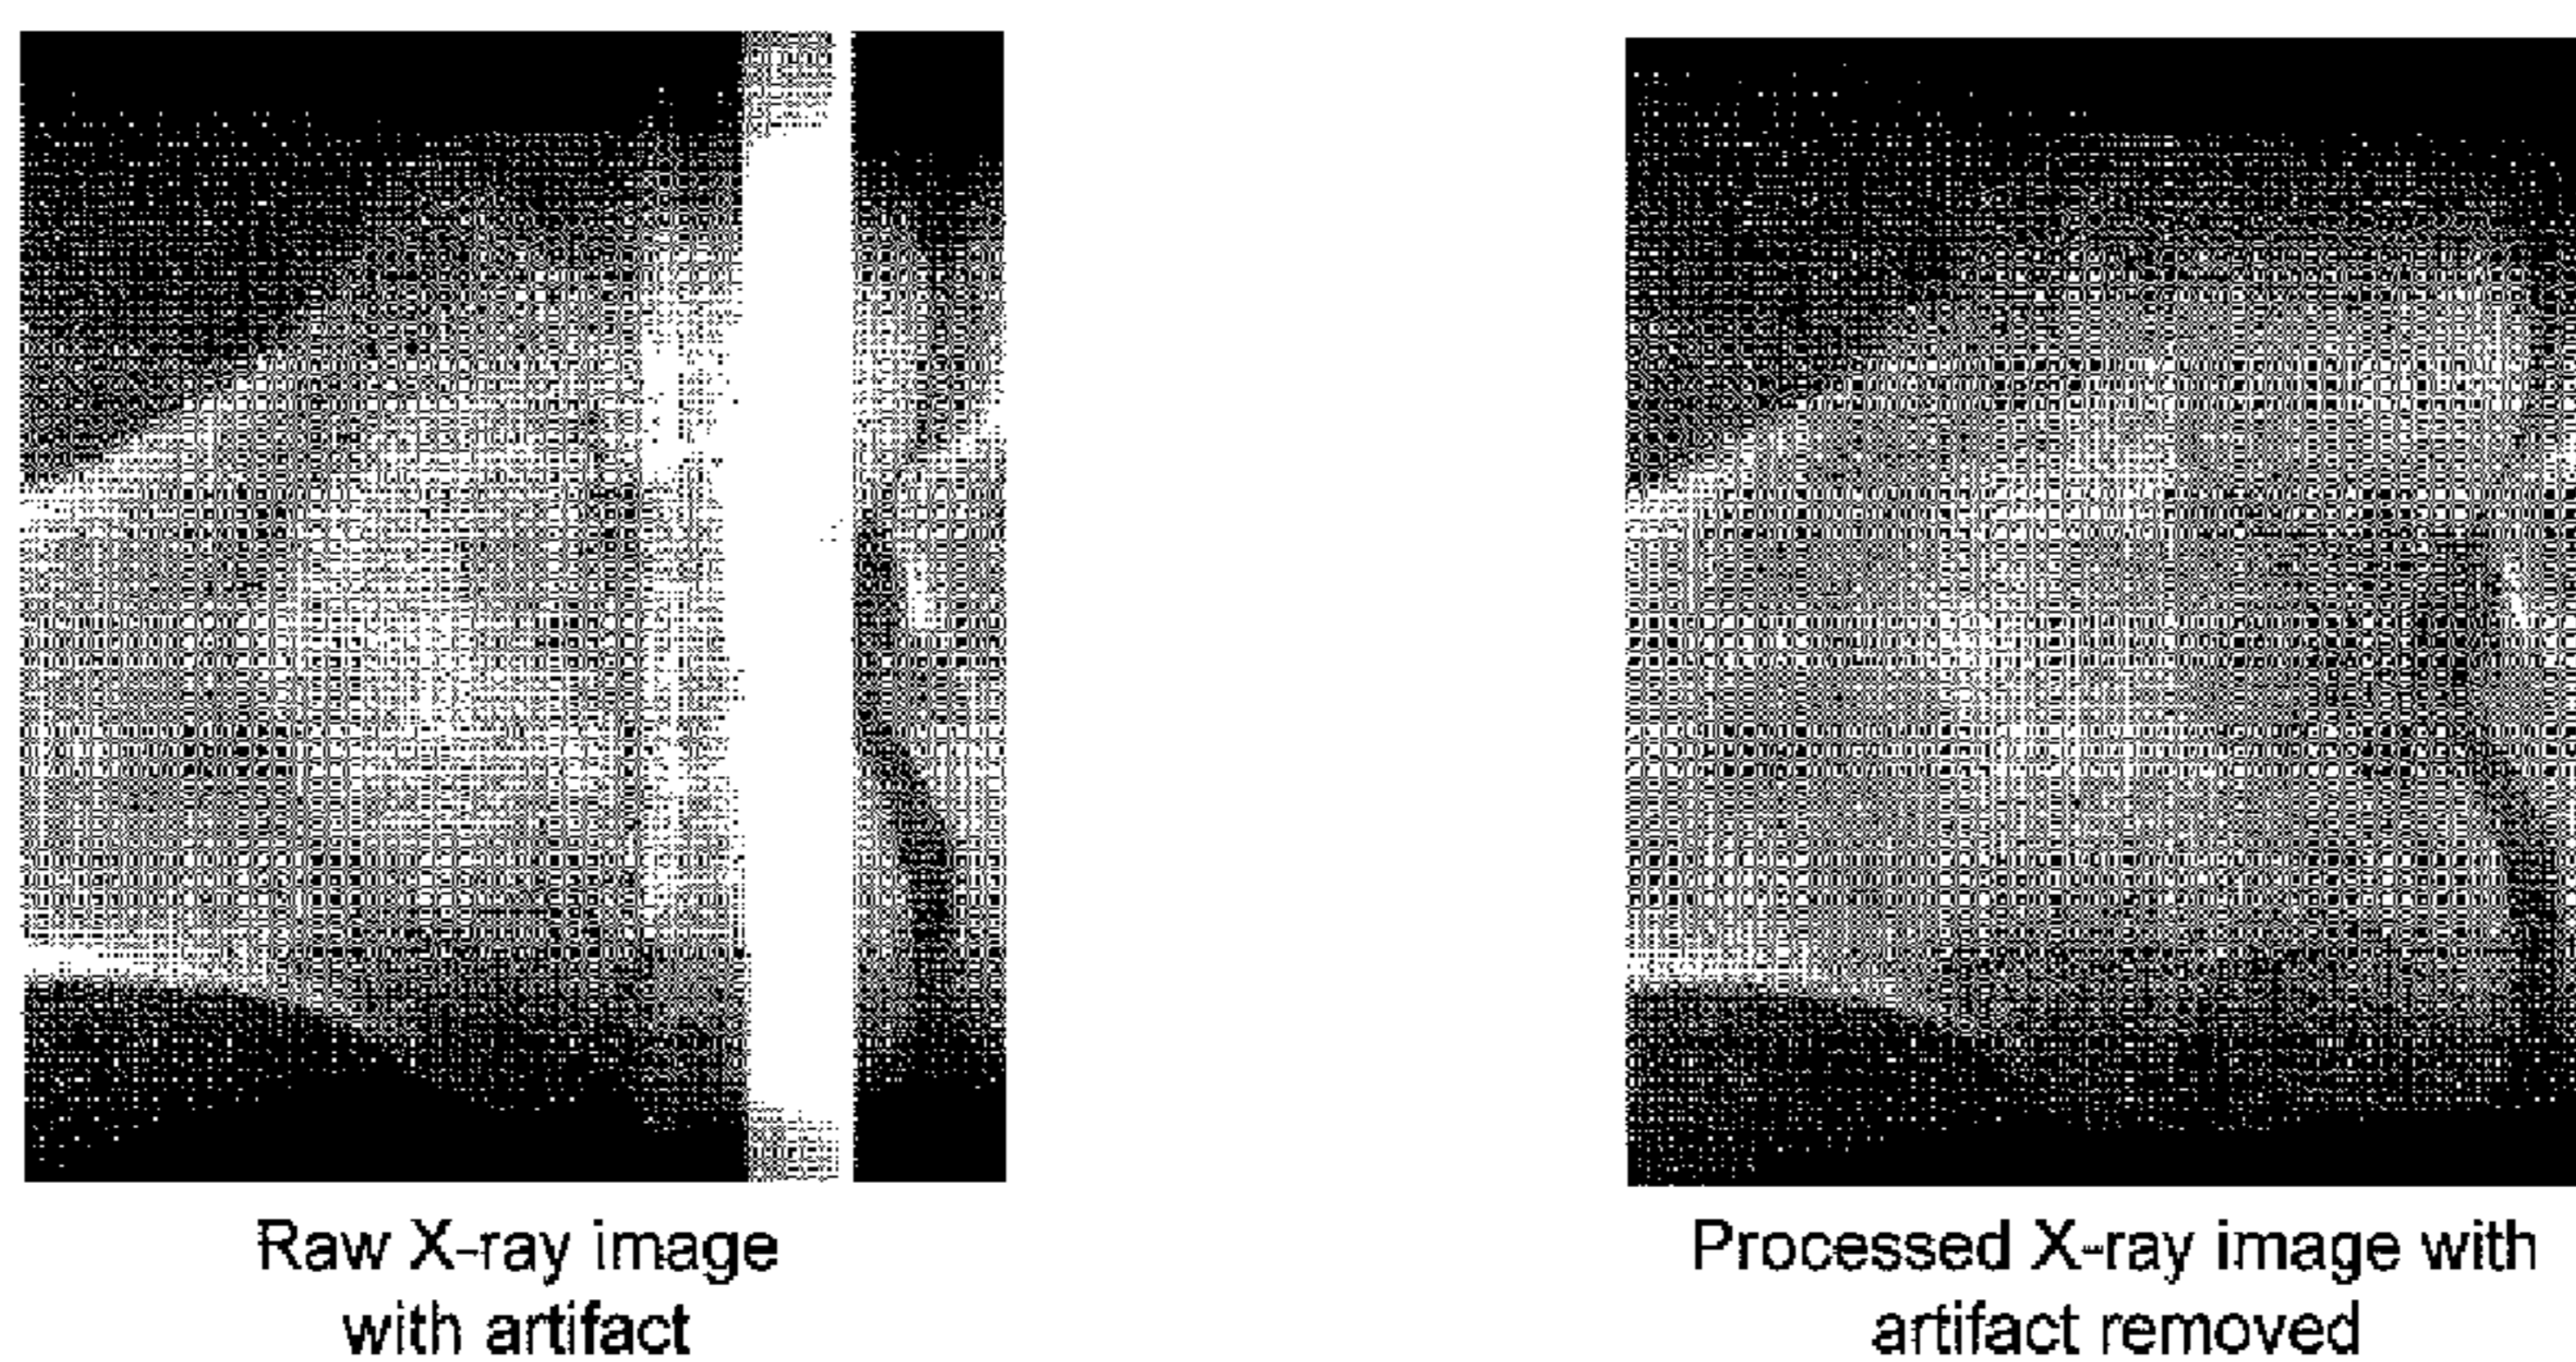 Raw X-ray image
with artifact
Processed X-ray image with
artifact removed